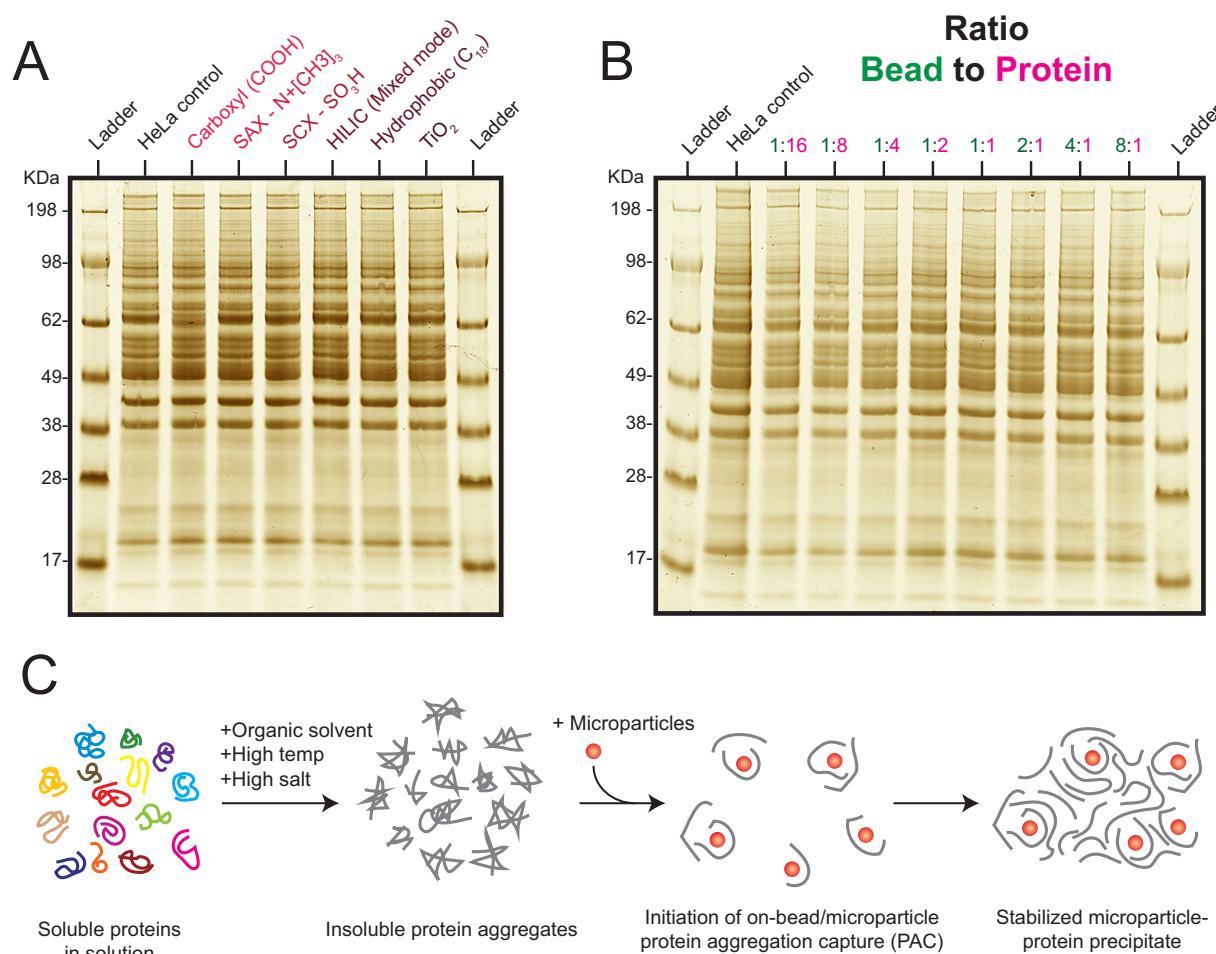 A
Ladder
HeLa control
Carboxyl (COOH)
SAX - N+[CH3]₃
SCX - SO₃H
HILIC (Mixed mode)
Hydrophobic (C₁₈)
TiO₂
Ladder
KDa
198
98
62
49
38
28
17
B
Ratio
Bead to Protein
Ladder
HeLa control
1:16
1:8
1:4
1:2
1:1
2:1
4:1
8:1
Ladder
KDa
198
98
62
49
38
28
17
C
+Organic solvent
+High temp
+High salt
+ Microparticles
Soluble proteins
in solution
Insoluble protein aggregates
Initiation of on-bead/microparticle
protein aggregation capture (PAC)
Stabilized microparticle-
protein precipitate